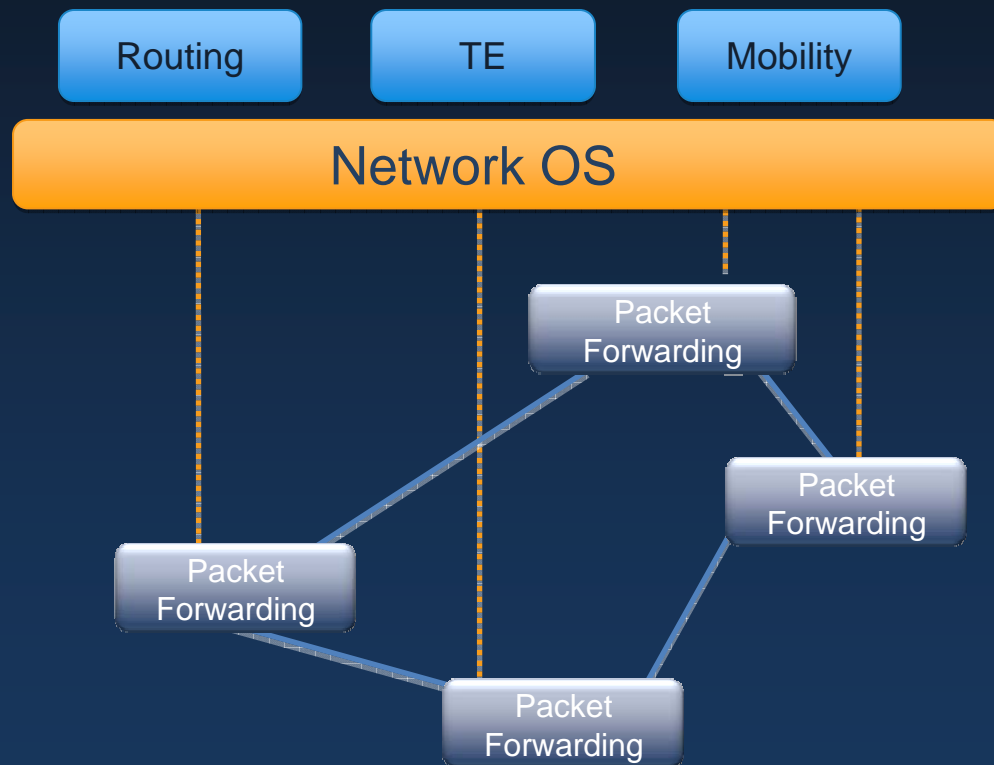 Routing
TE
Mobility
Network OS
Packet
Forwarding
Packet
Forwarding
Packet
Forwarding
Packet
Forwarding